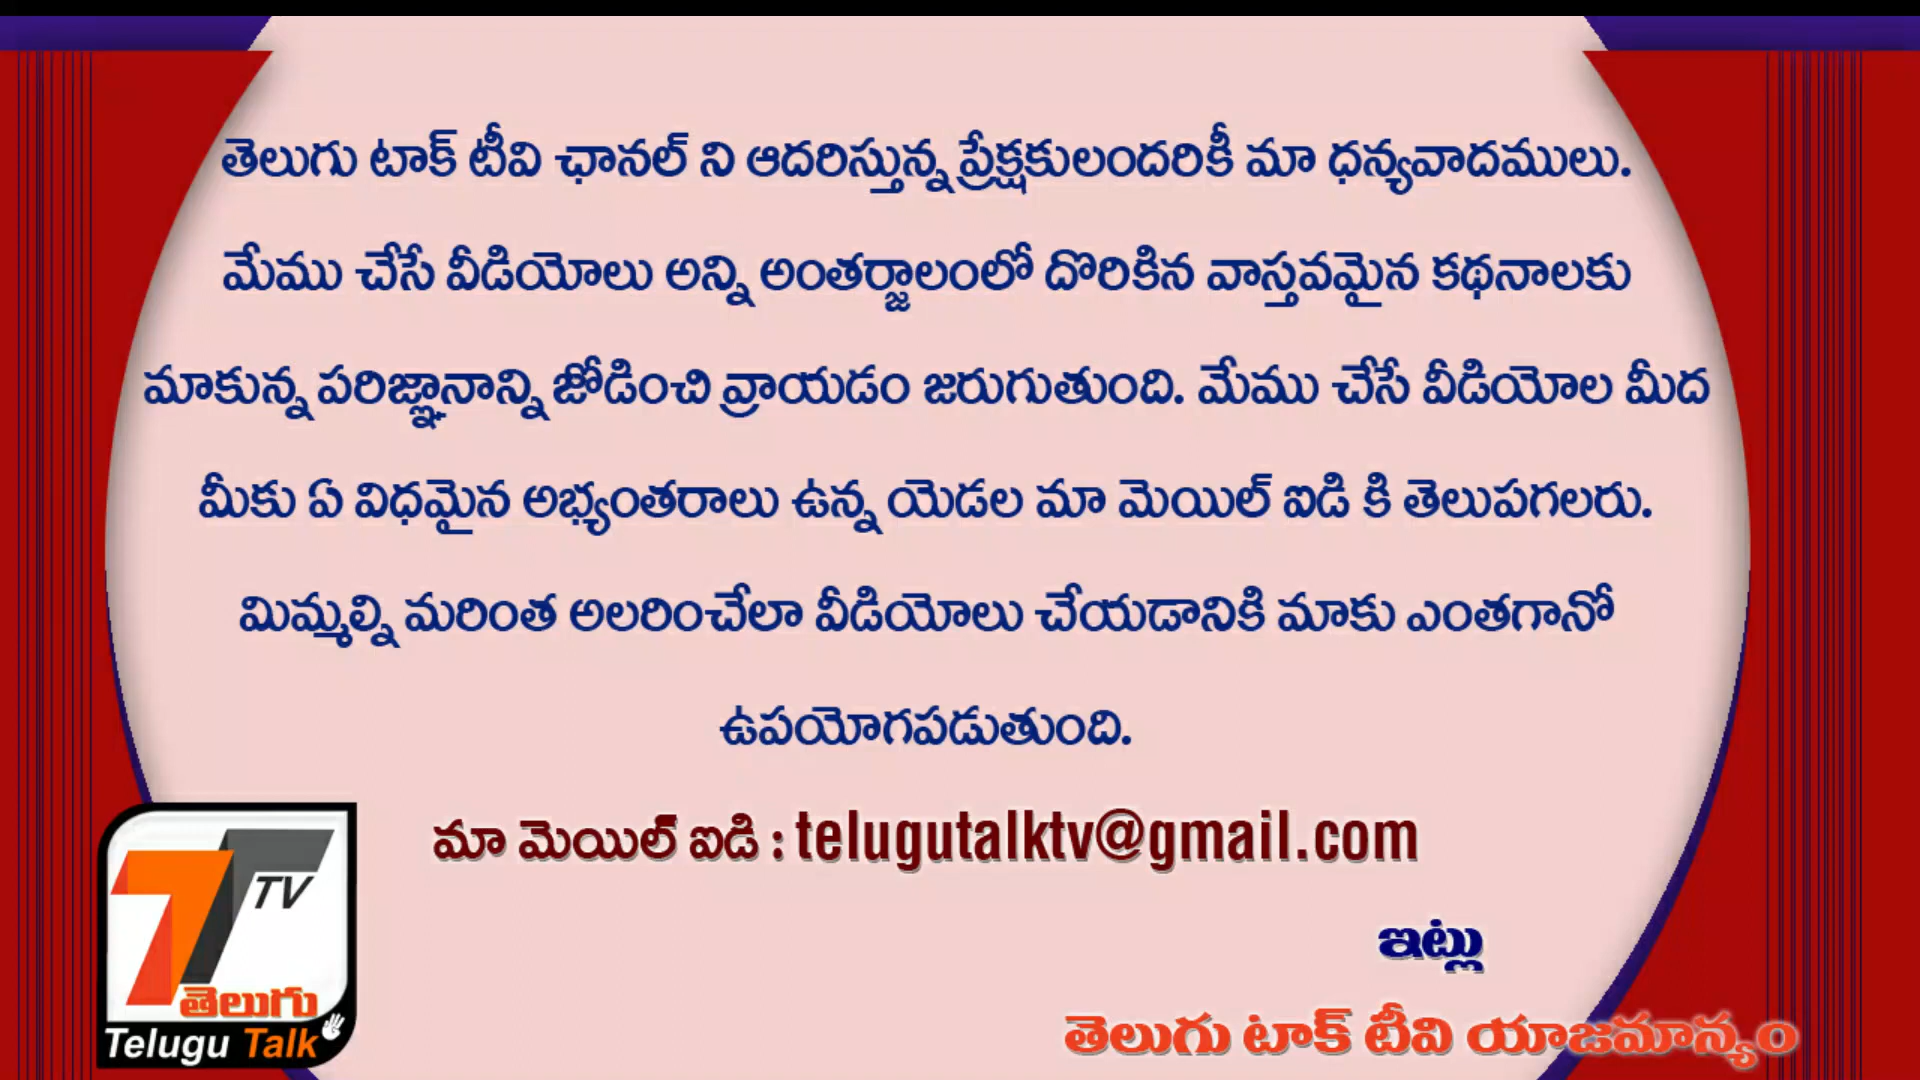 తెలుగు టాక్ టీవి ఛానల్ ని ఆదరిస్తున్న ప్రేక్షకులందరికీ మా ధన్యవాదములు.
మేము చేసే వీడియోలు అన్ని అంతర్జాలంలో దొరికిన వాస్తవమైన కథనాలకు
మాకున్న పరిజ్ఞానాన్ని జోడించి వ్రాయడం జరుగుతుంది. మేము చేసే వీడియోల మీద
మీకు ఏ విధమైన అభ్యంతరాలు ఉన్న యెడల మా మెయిల్ ఐడి కి తెలుపగలరు.
మిమ్మల్ని మరింత అలరించేలా వీడియోలు చేయడానికి మాకు ఎంతగానో
ఉపయోగపడుతుంది.
మా మెయిల్ ఐడి : telugutalktv@gmail.com
ఇట్లు
తెలుగు టాక్ టీవి యాజమాన్యం
TV
తెలుగు
Telugu Talk